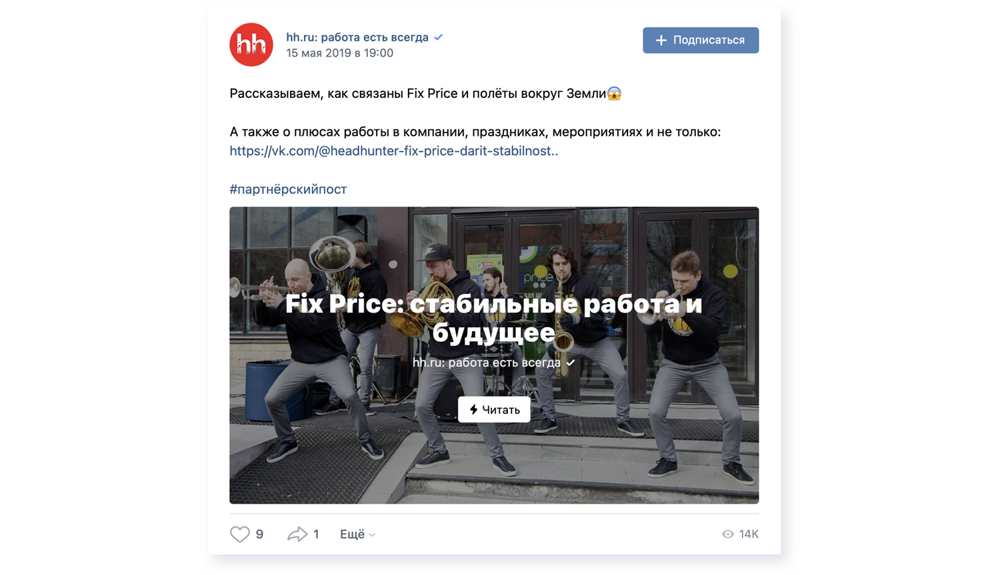 hh
hh.ru: работа есть всегда
15 мая 2019 в 19:00
Подписаться
Рассказываем, как связаны Fix Price и полёты вокруг Земли😱
А также о плюсах работы в компании, праздниках, мероприятиях и не только:
https://vk.com/@headhunter-fix-price-darit-stabilnost..
#партнёрскийпост
price
Fix Price: стабильные работа и
будущее
hh.ru: работа есть всегда
Читать
9
1
Ещё
14K